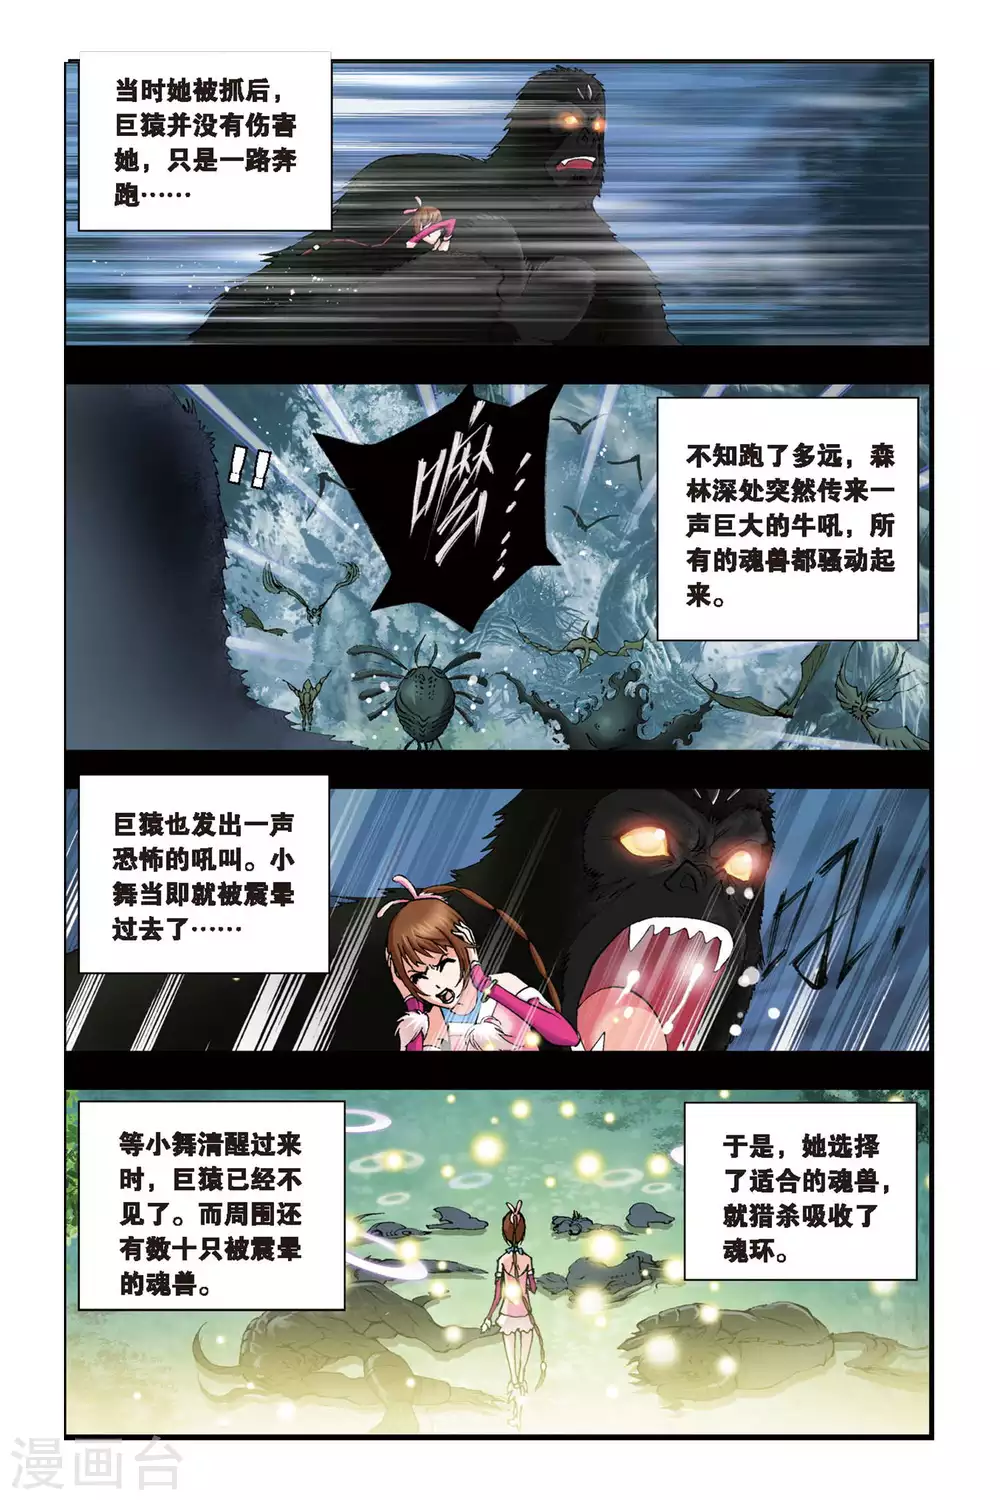 当时她被抓后，
巨猿并没有伤害
她，只是一路奔
跑……
!!
不知跑了多远，森
林深处突然传来一
声巨大的牛吼，所
有的魂兽都骚动起
来。
巨猿也发出一声
恐怖的吼叫。小
舞当即就被震晕
过去了……
吼
等小舞清醒过来
时，巨猿已经不
见了。而周围还
有数十只被震晕
的魂兽。
于是，她选择
了适合的魂兽，
就猎杀吸收了
魂环。
漫画台